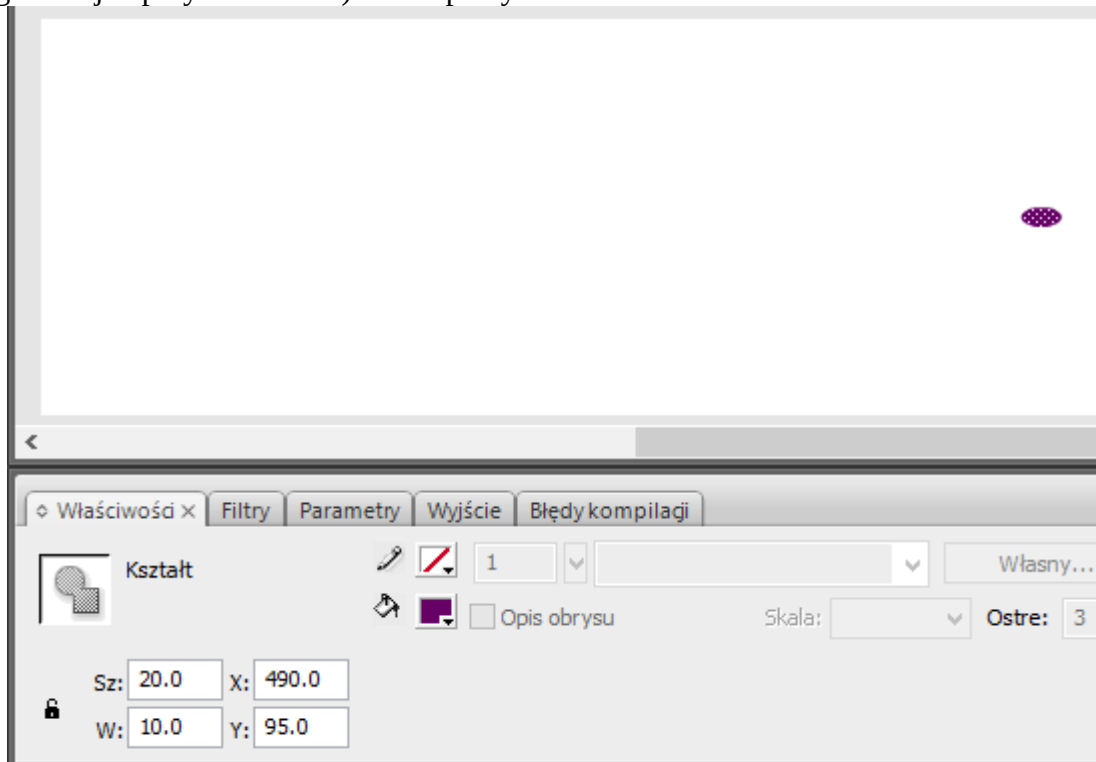 Właściwości Filtry Parametry Wyjście Błędy kompilacji
Kształt 1 Własny...
Opis obrysu Skala: Ostre: 3
Sz: 20.0 X: 490.0
W: 10.0 Y: 95.0